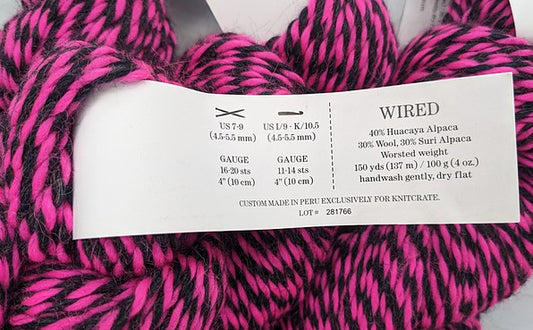 US 7-9
(4.5-5.5 mm)
GAUGE
16-20 sts
4" (10 cm)
US I/9 - K/10.5
(4.5-5.5 mm)
GAUGE
11-14 sts
4" (10 cm)
WIRED
40% Huacaya Alpaca
30% Wool, 30% Suri Alpaca
Worsted weight
150 yds (137 m) / 100 g (4 oz.)
handwash gently, dry flat
CUSTOM MADE IN PERU EXCLUSIVELY FOR KNITCRATE.
LOT # 281766